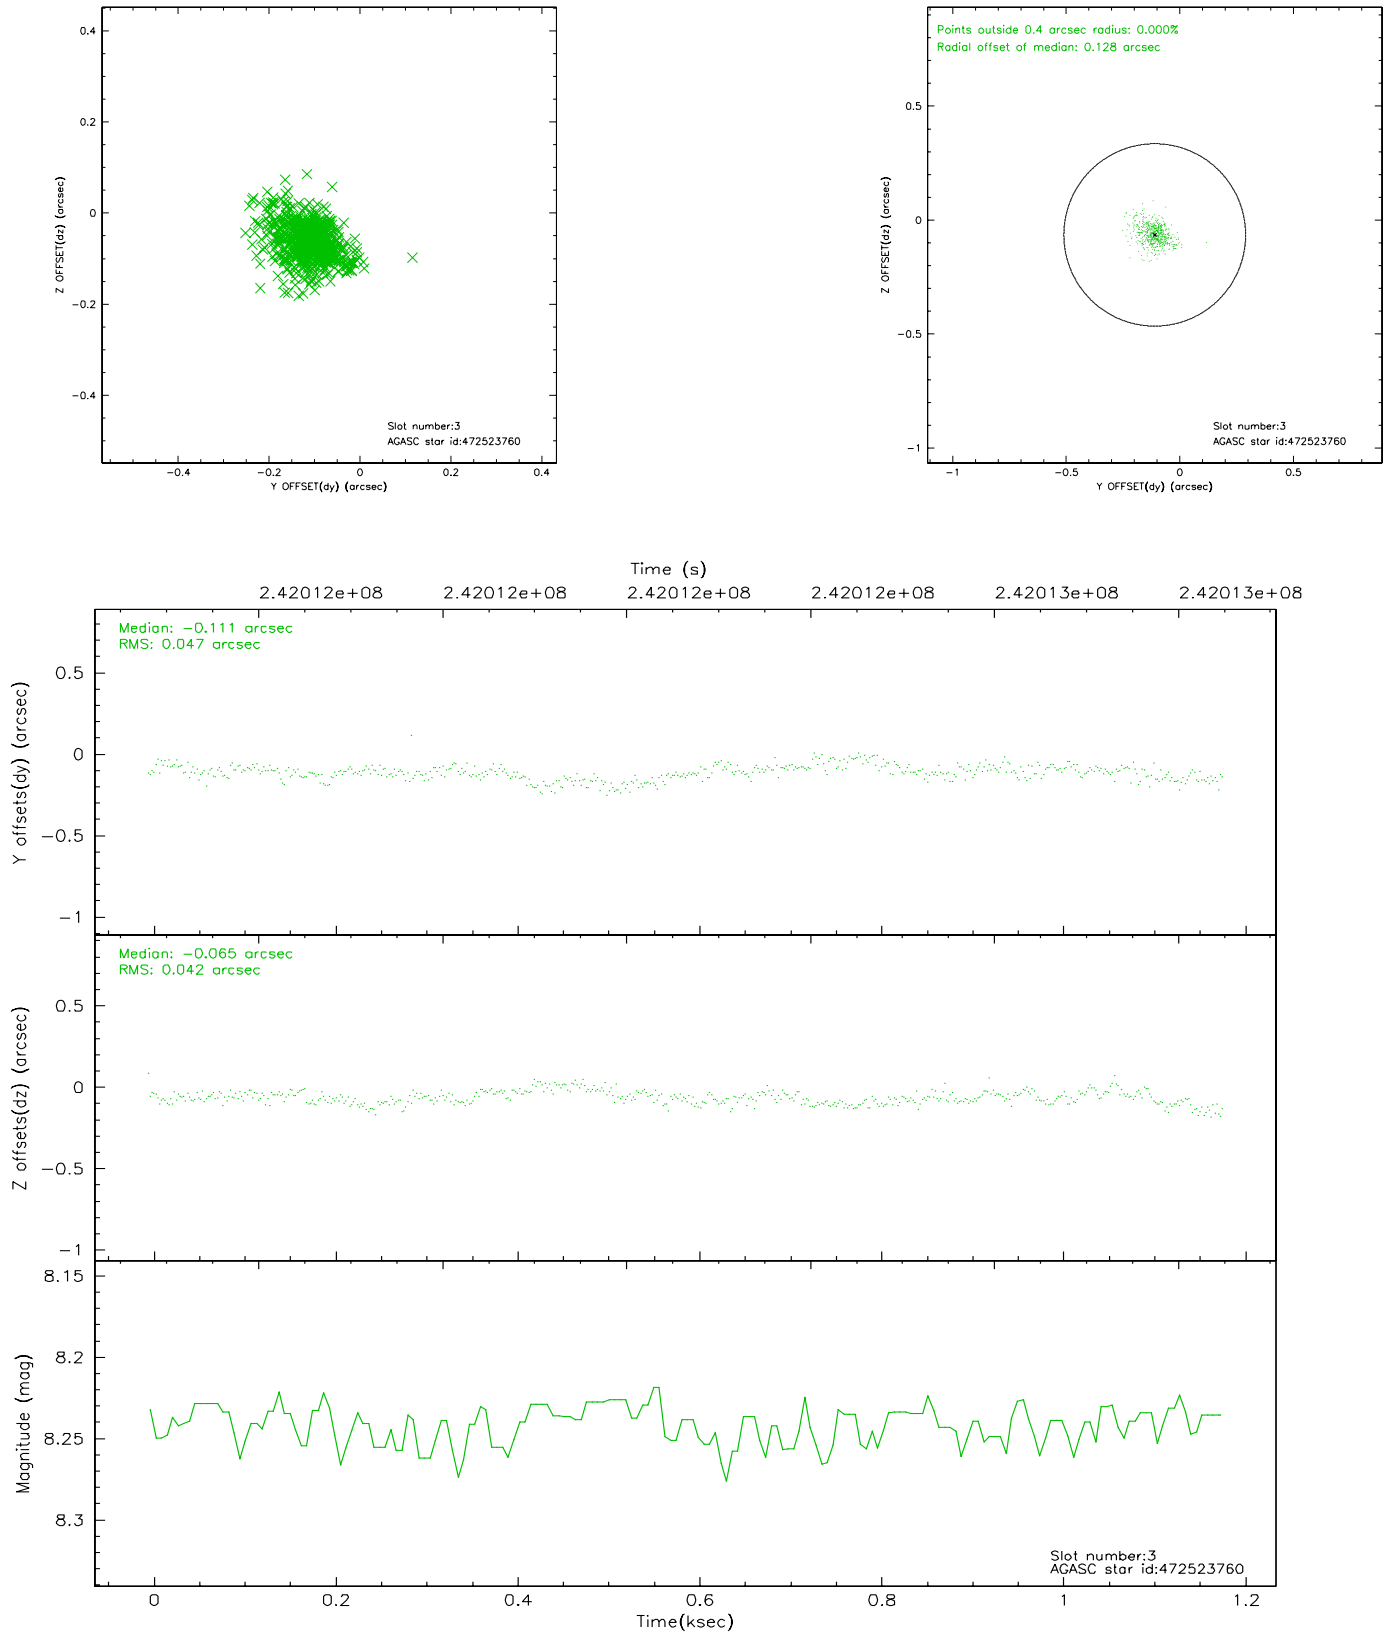 0.4
0.2
0
-0.2
-0.4
Z OFFSET(dz) (arcsec)
Slot number:3
AGASC star id:472523760
-0.4 -0.2 0 0.2 0.4
Y OFFSET(dy) (arcsec)
Points outside 0.4 arcsec radius: 0.000%
Radial offset of median: 0.128 arcsec
0.5
0
-0.5
-1
Z OFFSET(dz) (arcsec)
Slot number:3
AGASC star id:472523760
-1 -0.5 0 0.5
Y OFFSET(dy) (arcsec)
Time (s)
2.42012e+08 2.42012e+08 2.42012e+08 2.42012e+08 2.42013e+08 2.42013e+08
Median: -0.111 arcsec
RMS: 0.047 arcsec
0.5
0
-0.5
-1
Y offsets(dy) (arcsec)
Median: -0.065 arcsec
RMS: 0.042 arcsec
0.5
0
-0.5
-1
Z offsets(dz) (arcsec)
8.15
8.2
8.25
8.3
Magnitude (mag)
Slot number:3
AGASC star id:472523760
0 0.2 0.4 0.6 0.8 1 1.2
Time(ksec)